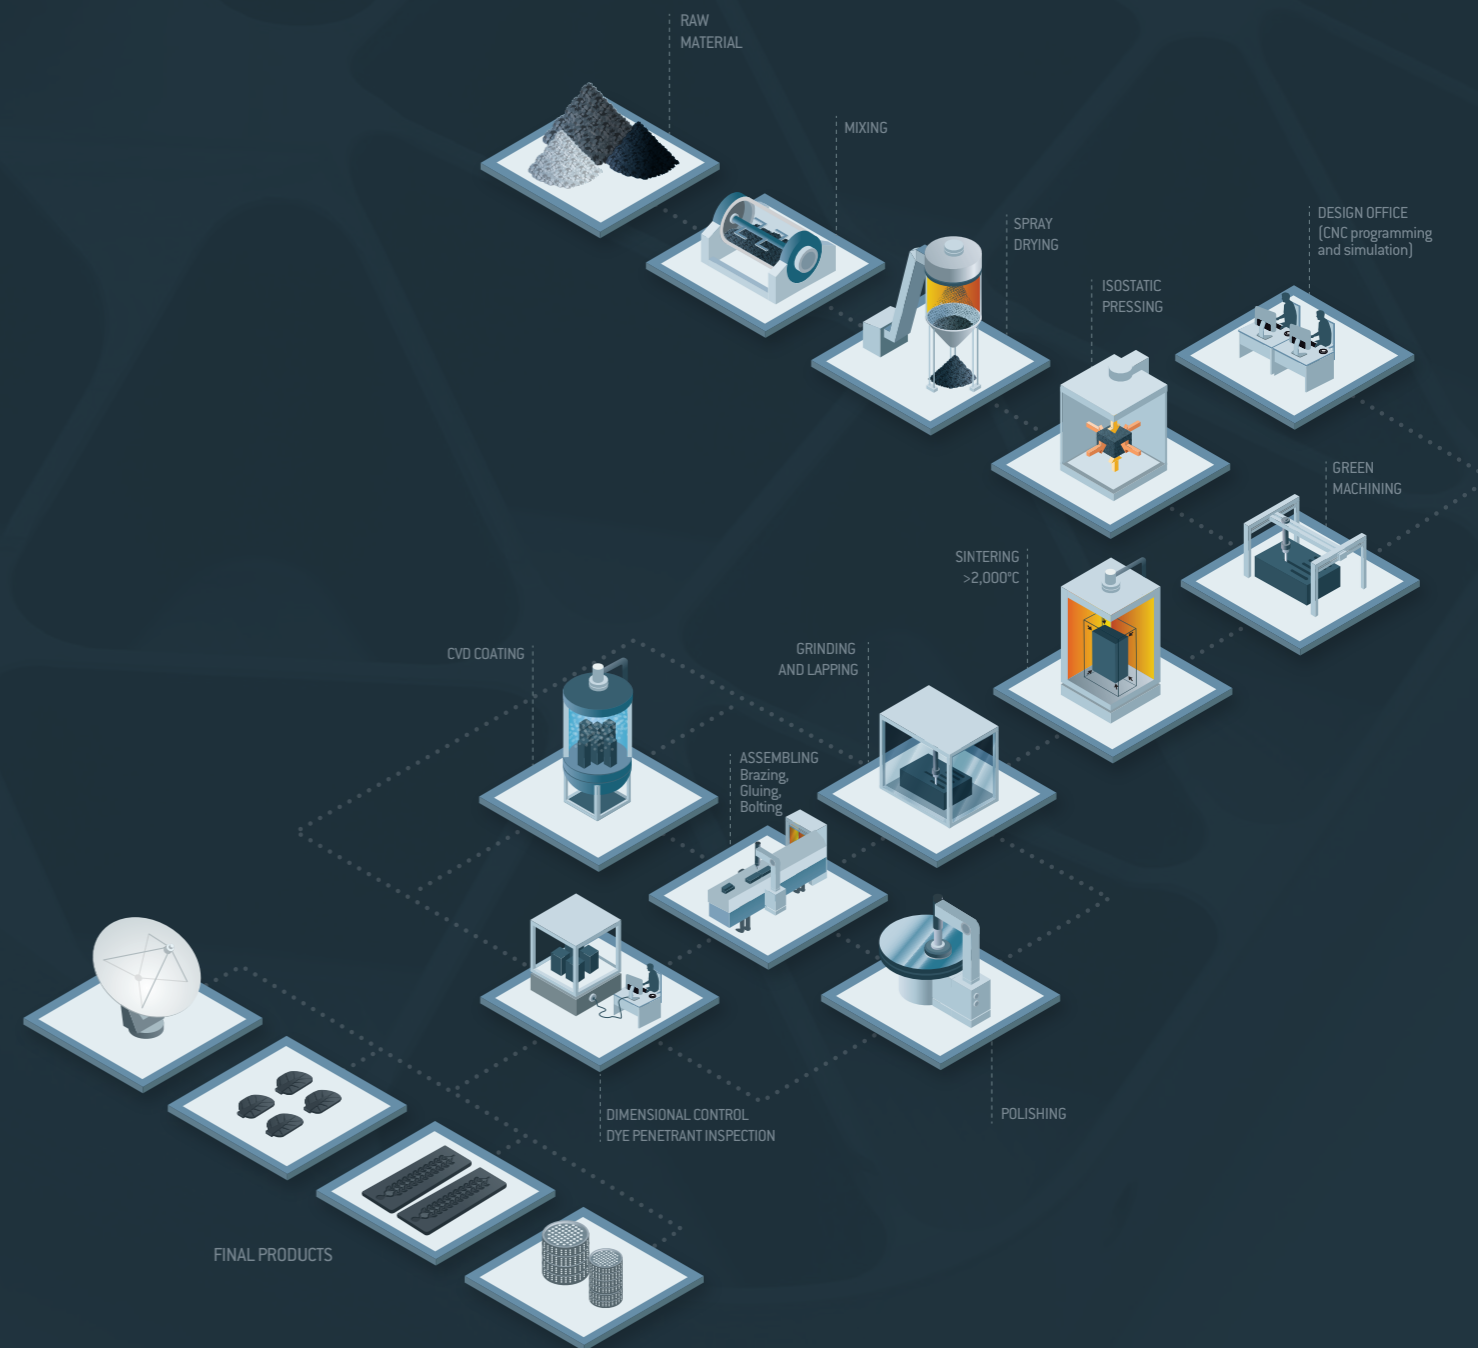 RAW
MATERIAL
MIXING
SPRAY
DRYING
DESIGN OFFICE
(CNC programming
and simulation)
ISOSTATIC
PRESSING
GREEN
MACHINING
SINTERING
>2,000°C
GRINDING
AND LAPPING
CVD COATING
ASSEMBLING
Brazing,
Gluing,
Bolting
DIMENSIONAL CONTROL
DYE PENETRANT INSPECTION
POLISHING
FINAL PRODUCTS